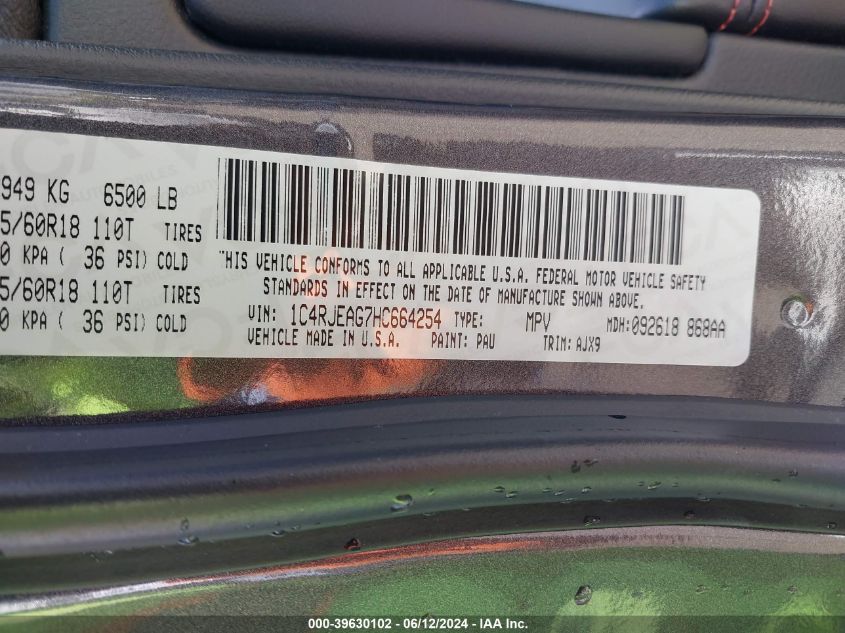 949 KG 6500 LB
5/60R18 110T TIRES
0 KPA ( 36 PSI) COLD
5/60R18 110T TIRES
0 KPA ( 36 PSI) COLD
HIS VEHICLE CONFORMS TO ALL APPLICABLE U.S.A. FEDERAL MOTOR VEHICLE SAFETY
STANDARDS IN EFFECT ON THE DATE OF MANUFACTURE SHOWN ABOVE.
VIN: 1C4RJEAG7HC664254 TYPE: MPV MDH:092618 868AA
VEHICLE MADE IN U.S.A. PAINT: PAU TRIM: AJX9
000-39630102 - 06/12/2024 - IAA Inc.